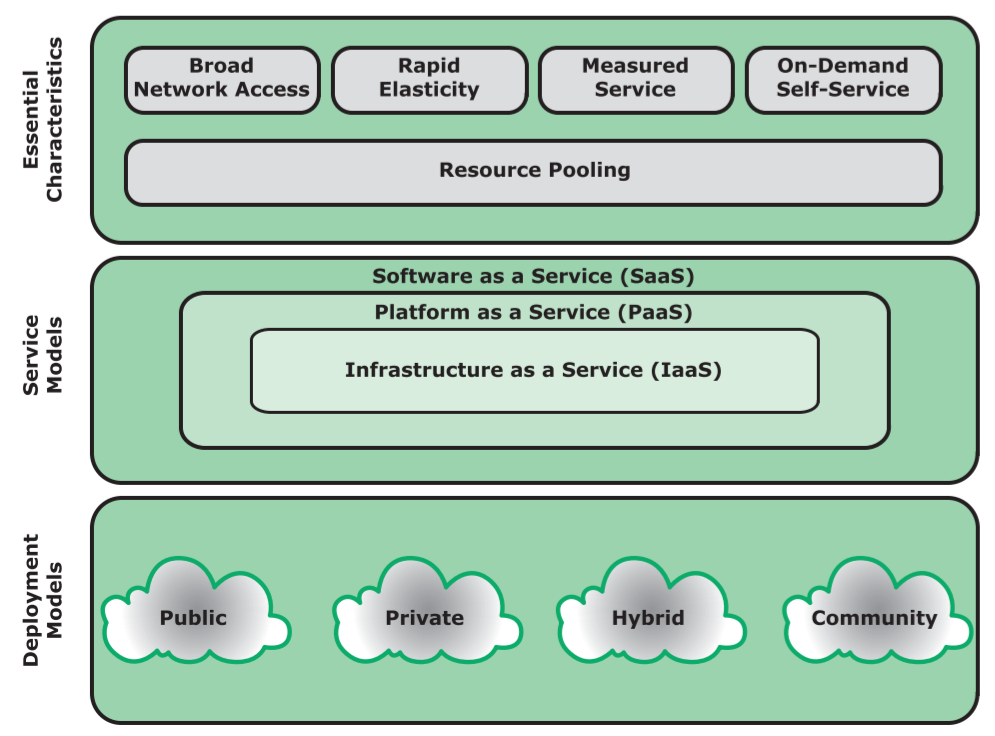 Essential
Characteristics
Broad
Network Access
Rapid
Elasticity
Measured
Service
On-Demand
Self-Service
Resource Pooling
Service
Models
Software as a Service (SaaS)
Platform as a Service (PaaS)
Infrastructure as a Service (IaaS)
Deployment
Models
Public
Private
Hybrid
Community